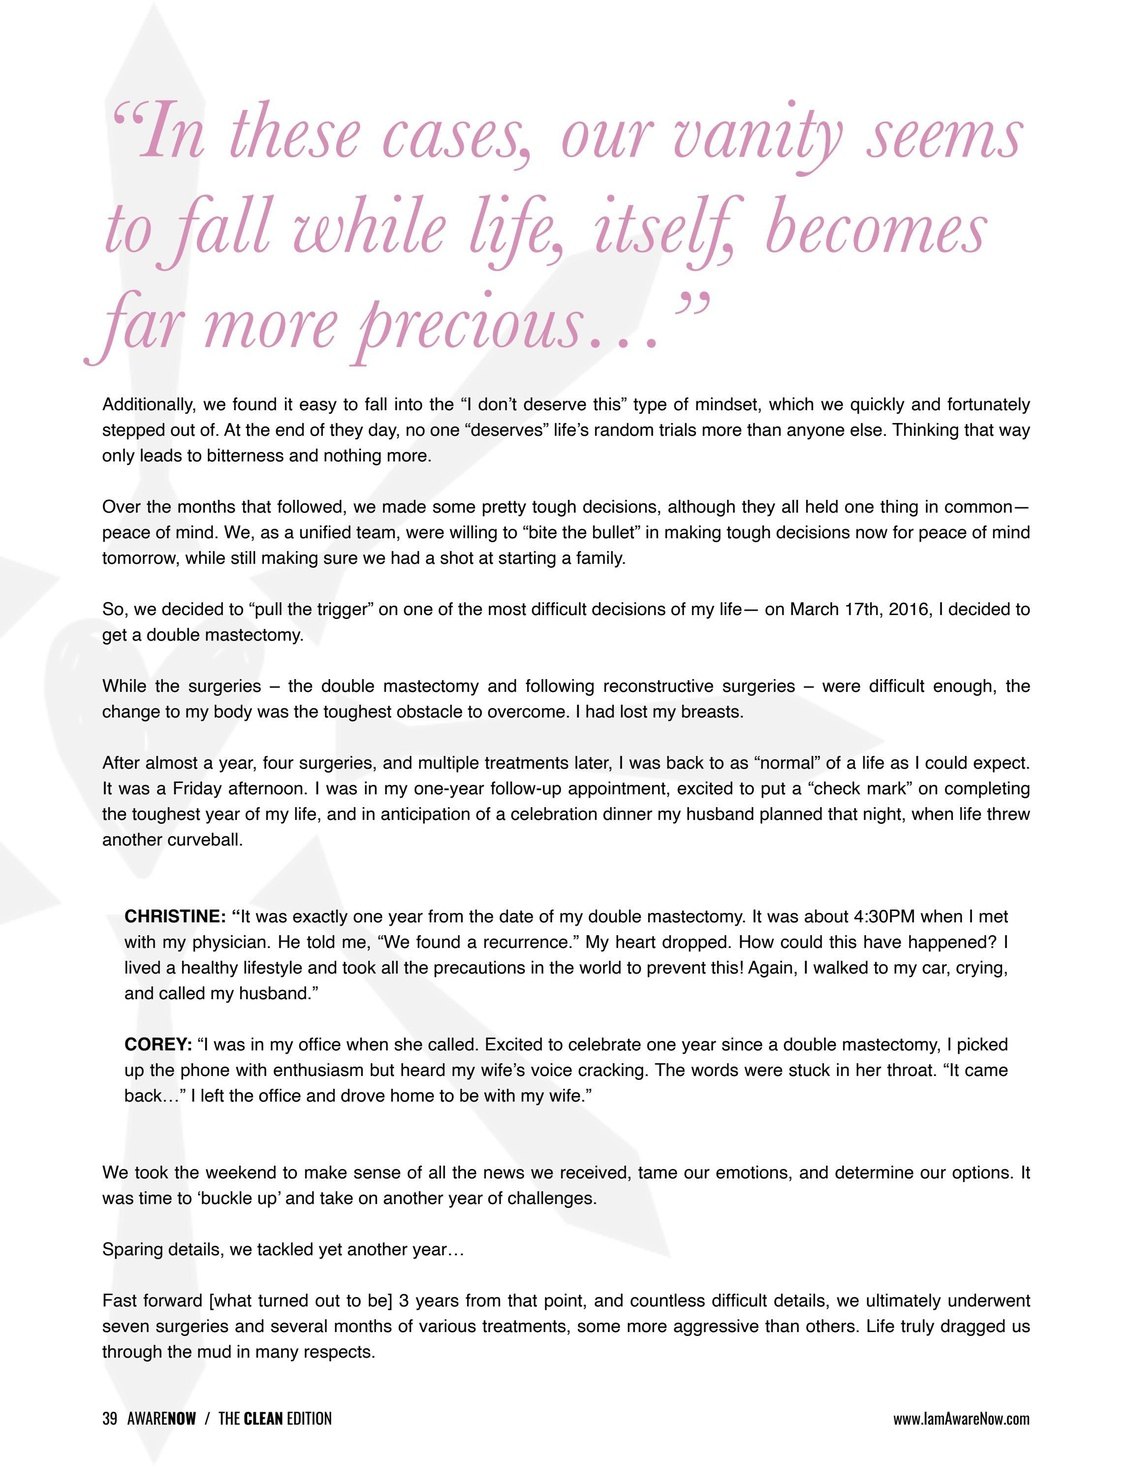 “In these cases, our vanity seems
to fall while life, itself, becomes
far more precious…”
Additionally, we found it easy to fall into the “I don’t deserve this” type of mindset, which we quickly and fortunately
stepped out of. At the end of they day, no one “deserves” life’s random trials more than anyone else. Thinking that way
only leads to bitterness and nothing more.
Over the months that followed, we made some pretty tough decisions, although they all held one thing in common—
peace of mind. We, as a unified team, were willing to “bite the bullet” in making tough decisions now for peace of mind
tomorrow, while still making sure we had a shot at starting a family.
So, we decided to “pull the trigger” on one of the most difficult decisions of my life— on March 17th, 2016, I decided to
get a double mastectomy.
While the surgeries – the double mastectomy and following reconstructive surgeries – were difficult enough, the
change to my body was the toughest obstacle to overcome. I had lost my breasts.
After almost a year, four surgeries, and multiple treatments later, I was back to as “normal” of a life as I could expect.
It was a Friday afternoon. I was in my one-year follow-up appointment, excited to put a “check mark” on completing
the toughest year of my life, and in anticipation of a celebration dinner my husband planned that night, when life threw
another curveball.
CHRISTINE: “It was exactly one year from the date of my double mastectomy. It was about 4:30PM when I met
with my physician. He told me, “We found a recurrence.” My heart dropped. How could this have happened? I
lived a healthy lifestyle and took all the precautions in the world to prevent this! Again, I walked to my car, crying,
and called my husband.”
COREY: “I was in my office when she called. Excited to celebrate one year since a double mastectomy, I picked
up the phone with enthusiasm but heard my wife’s voice cracking. The words were stuck in her throat. “It came
back…” I left the office and drove home to be with my wife.”
We took the weekend to make sense of all the news we received, tame our emotions, and determine our options. It
was time to ‘buckle up’ and take on another year of challenges.
Sparing details, we tackled yet another year…
Fast forward [what turned out to be] 3 years from that point, and countless difficult details, we ultimately underwent
seven surgeries and several months of various treatments, some more aggressive than others. Life truly dragged us
through the mud in many respects.
39 AWARENOW / THE CLEAN EDITION
www.IamAwareNow.com